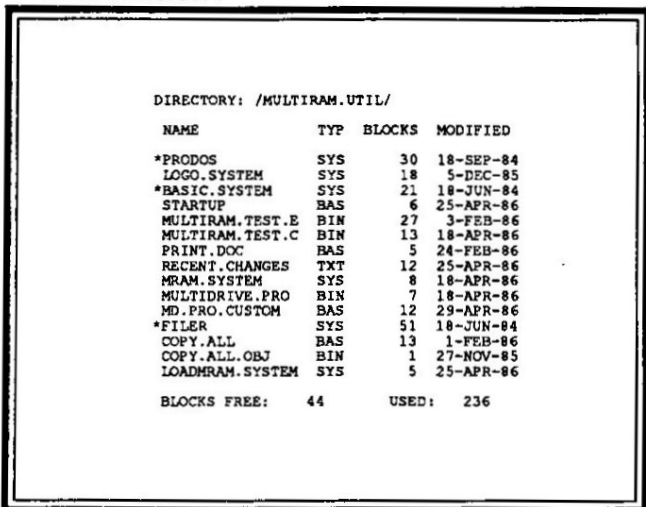 DIRECTORY: /MULTIRAM.UTIL/
NAME TYP BLOCKS MODIFIED
*PRODOS SYS 30 18-SEP-84
LOGO.SYSTEM SYS 18 5-DEC-85
*BASIC.SYSTEM SYS 21 18-JUN-84
STARTUP BAS 6 25-APR-86
MULTIRAM.TEST.E BIN 27 3-FEB-86
MULTIRAM.TEST.C BIN 13 18-APR-86
PRINT.DOC BAS 5 24-FEB-86
RECENT.CHANGES TXT 12 25-APR-86
MRAM.SYSTEM SYS 8 18-APR-86
MULTIDRIVE.PRO BIN 7 18-APR-86
MD.PRO.CUSTOM BAS 12 29-APR-86
*FILER SYS 51 18-JUN-84
COPY.ALL BAS 13 1-FEB-86
COPY.ALL.OBJ BIN 1 27-NOV-85
LOADMRAM.SYSTEM SYS 5 25-APR-86
BLOCKS FREE: 44 USED: 236